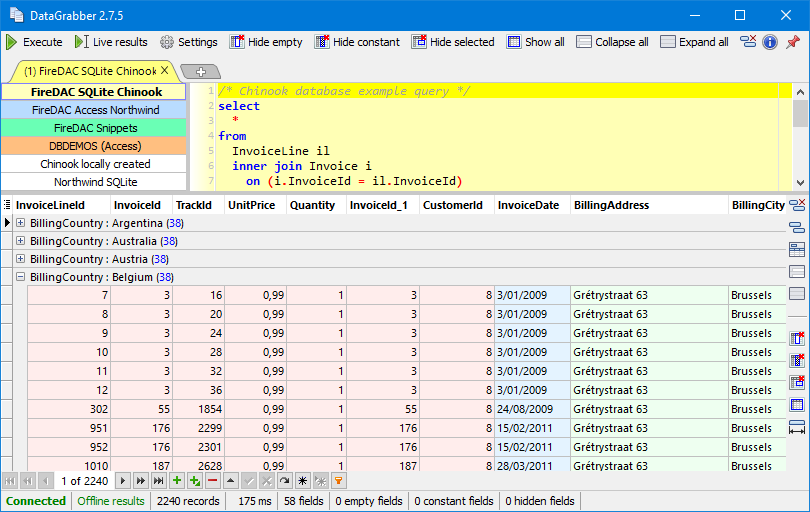 DataGrabber 2.7.5
Execute Live results Settings Hide empty Hide constant Hide selected Show all Collapse all Expand all
(1) FireDAC SQLite Chinook
FireDAC SQLite Chinook
FireDAC Access Northwind
FireDAC Snippets
DBDEMOS (Access)
Chinook locally created
Northwind SQLite
1 /* Chinook database example query */
2 select
3 *
4 from
5 InvoiceLine il
6 inner join Invoice i
7 on (i.InvoiceId = il.InvoiceId)
InvoiceLineId InvoiceId TrackId UnitPrice Quantity InvoiceId_1 CustomerId InvoiceDate BillingAddress BillingCity
BillingCountry : Argentina (38)
BillingCountry : Australia (38)
BillingCountry : Austria (38)
BillingCountry : Belgium (38)
7 3 16 0,99 1 3 8 3/01/2009 Grétrystraat 63 Brussels
8 3 20 0,99 1 3 8 3/01/2009 Grétrystraat 63 Brussels
9 3 24 0,99 1 3 8 3/01/2009 Grétrystraat 63 Brussels
10 3 28 0,99 1 3 8 3/01/2009 Grétrystraat 63 Brussels
11 3 32 0,99 1 3 8 3/01/2009 Grétrystraat 63 Brussels
12 3 36 0,99 1 3 8 3/01/2009 Grétrystraat 63 Brussels
302 55 1854 0,99 1 55 8 24/08/2009 Grétrystraat 63 Brussels
951 176 2299 0,99 1 176 8 15/02/2011 Grétrystraat 63 Brussels
952 176 2301 0,99 1 176 8 15/02/2011 Grétrystraat 63 Brussels
1010 187 2628 0,99 1 187 8 28/03/2011 Grétrystraat 63 Brussels
1 of 2240
Connected Offline results 2240 records 175 ms 58 fields 0 empty fields 0 constant fields 0 hidden fields